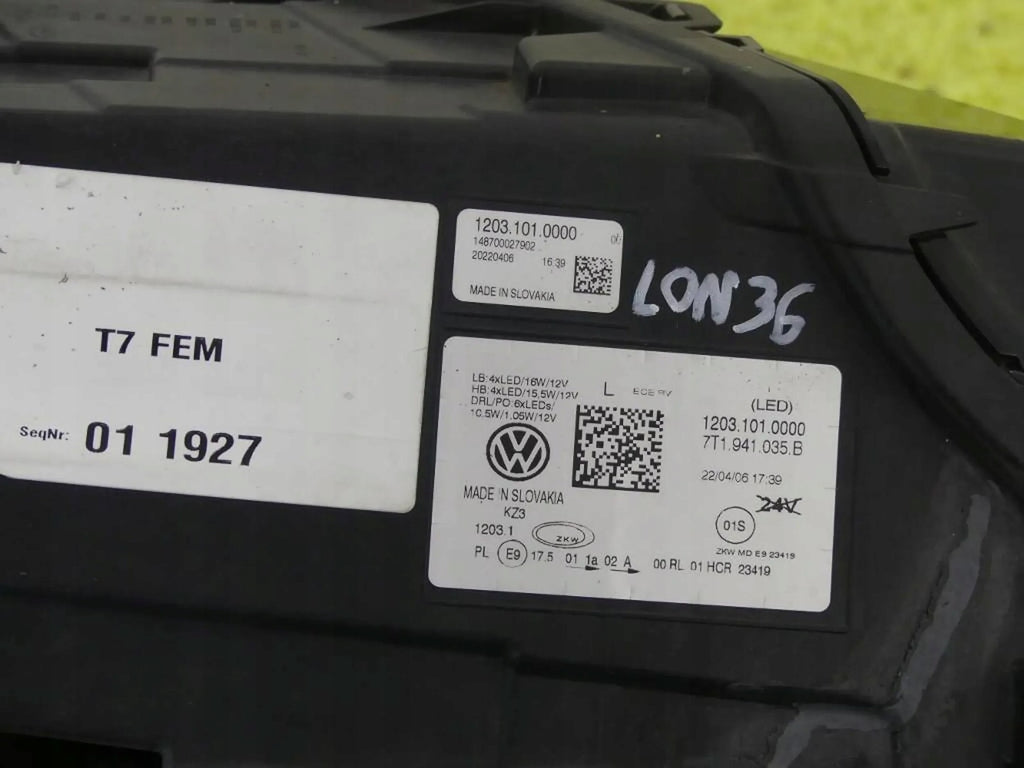 T7 FEM
SeqNr: 01 1927
1203.101.0000
148700027902
20220406 16:39
MADE IN SLOVAKIA
LON36
LB:4xLED/16W/12V
HB:4xLED/15,5W/12V
DRL/PO:6xLEDs/
10.5W/1.05W/12V
L ECE RV
(LED)
1203.101.0000
7T1.941.035.B
22/04/06 17:39
MADE IN SLOVAKIA
KZ3
24V
01S
1203.1 ZKW
ZKW MD E9 23419
PL E9 17.5 01 1a 02 A 00 RL 01 HCR 23419